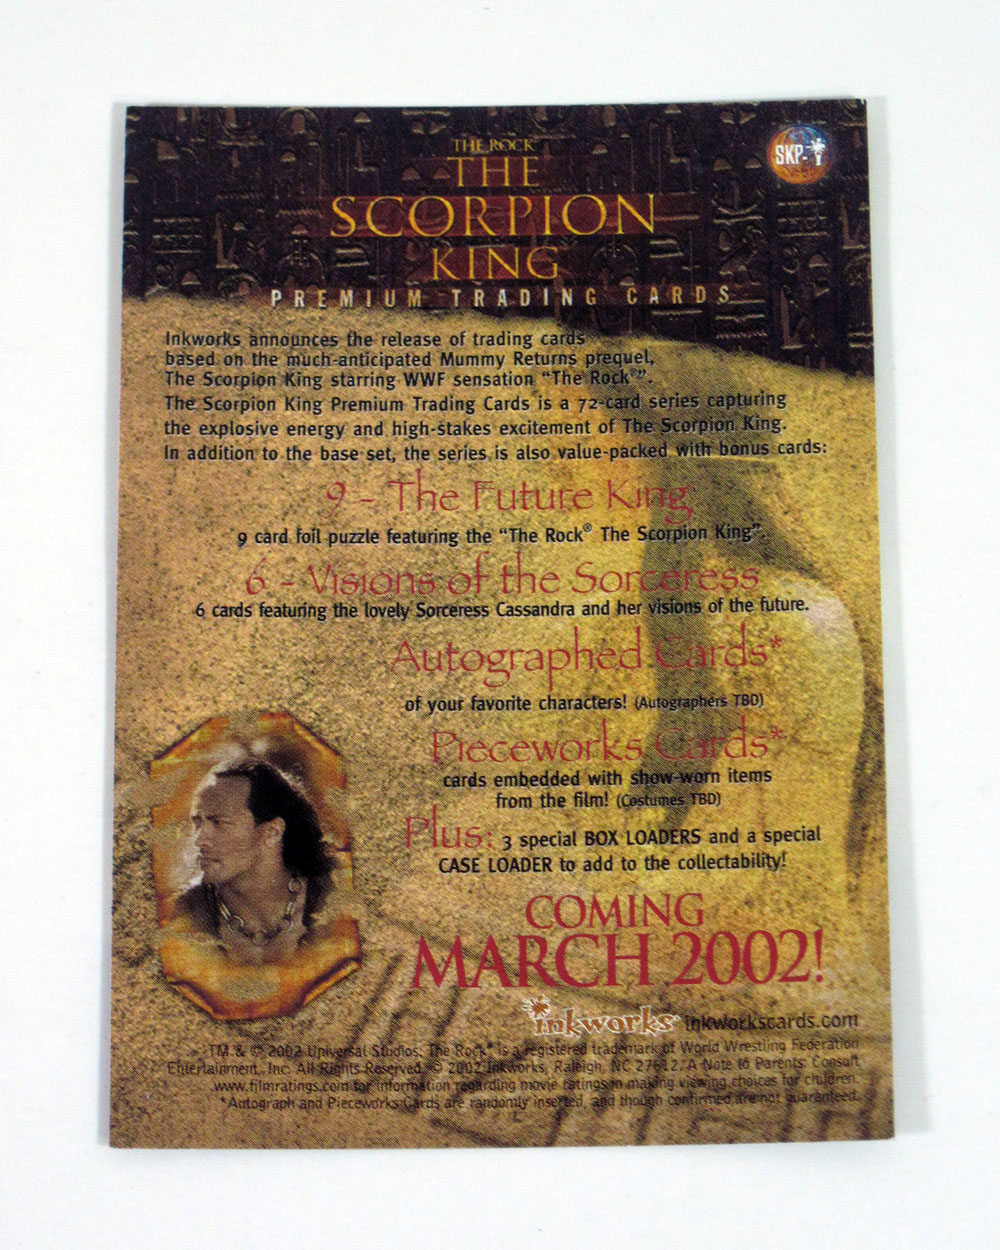 SKP-i
THE ROCK
THE
SCORPION
KING
PREMIUM TRADING CARDS
Inkworks announces the release of trading cards
based on the much-anticipated Mummy Returns prequel,
The Scorpion King starring WWF sensation “The Rock®”.
The Scorpion King Premium Trading Cards is a 72-card series capturing
the explosive energy and high-stakes excitement of The Scorpion King.
In addition to the base set, the series is also value-packed with bonus cards:
9 - The Future King
9 card foil puzzle featuring the “The Rock® The Scorpion King”.
6 - Visions of the Sorceress
6 cards featuring the lovely Sorceress Cassandra and her visions of the future.
Autographed Cards*
of your favorite characters! (Autographers TBD)
Pieceworks Cards*
cards embedded with show-worn items
from the film! (Costumes TBD)
Plus: 3 special BOX LOADERS and a special
CASE LOADER to add to the collectability!
COMING
MARCH 2002!
inkworks inkworkscards.com
TM & © 2002 Universal Studios. The Rock® is a registered trademark of World Wrestling Federation
Entertainment, Inc. All Rights Reserved. © 2002 Inkworks, Raleigh, NC 27612. A Note to Parents: Consult
www.filmratings.com for information regarding movie ratings in making viewing choices for children.
*Autograph and Pieceworks Cards are randomly inserted, and though confirmed are not guaranteed.